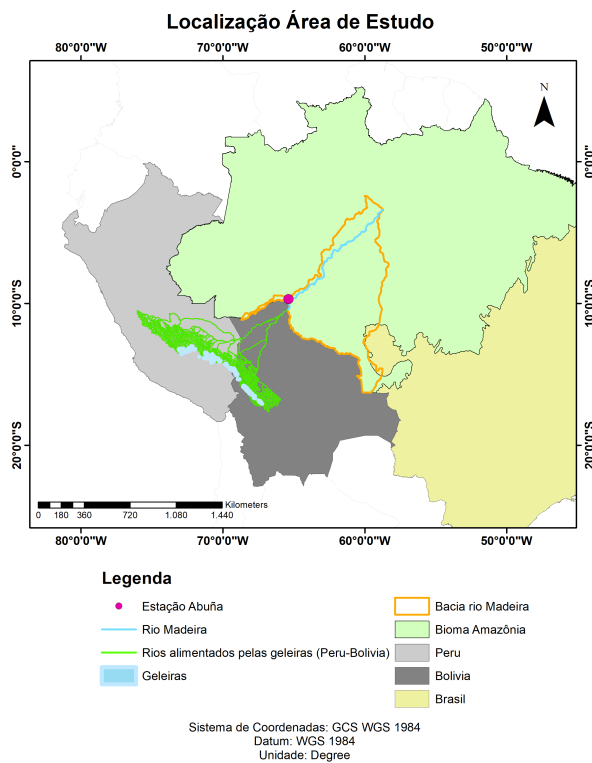 Localização Área de Estudo
80°0'0"W 70°0'0"W 60°0'0"W 50°0'0"W
N
0°0'0" 0°0'0"
10°0'0"S 10°0'0"S
20°0'0"S 20°0'0"S
Kilometers
0 180 360 720 1.080 1.440
80°0'0"W 70°0'0"W 60°0'0"W 50°0'0"W
Legenda
Estação Abuña
Rio Madeira
Rios alimentados pelas geleiras (Peru-Bolivia)
Geleiras
Bacia rio Madeira
Bioma Amazônia
Peru
Bolivia
Brasil
Sistema de Coordenadas: GCS WGS 1984
Datum: WGS 1984
Unidade: Degree